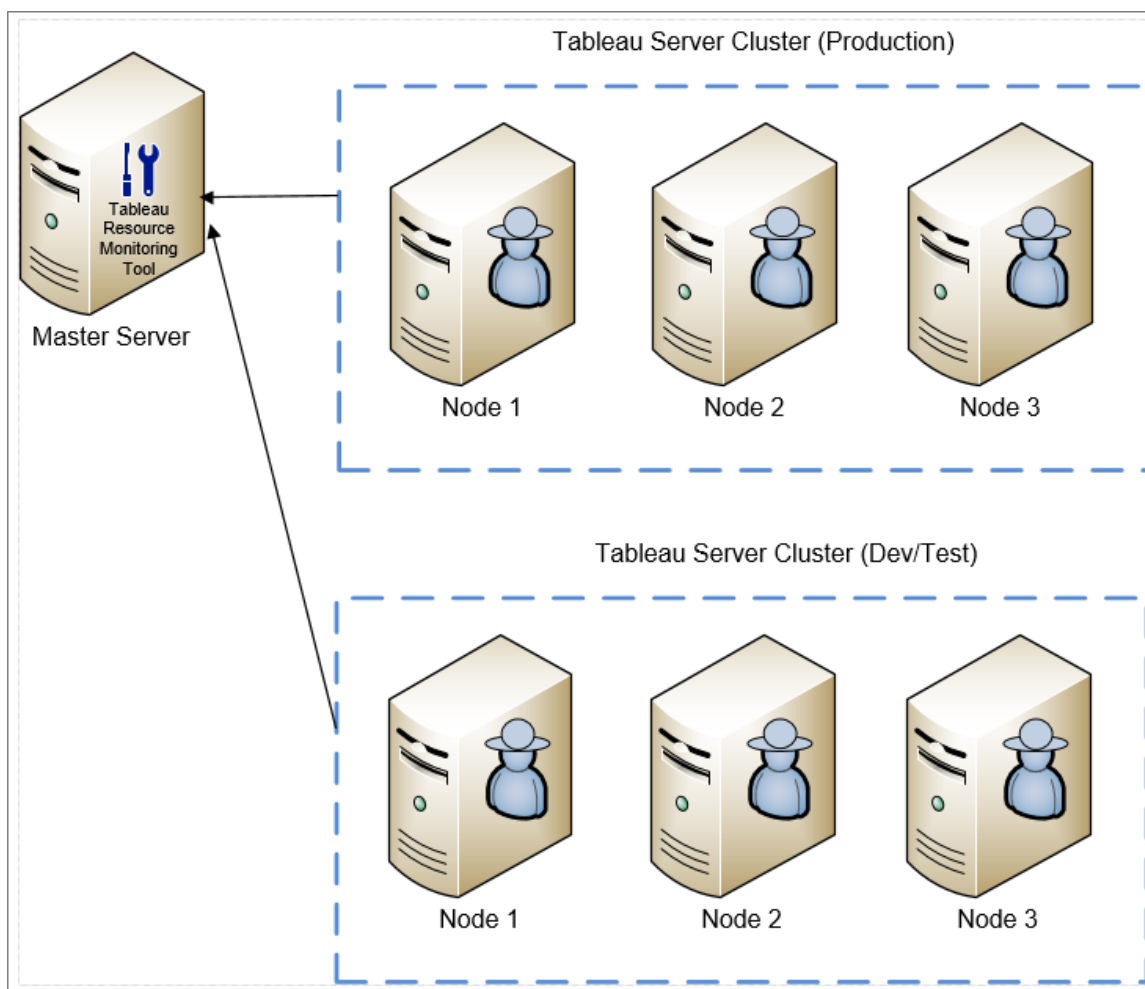 Tableau Server Cluster (Production)
Tableau
Resource
Monitoring
Tool
Master Server
Node 1
Node 2
Node 3
Tableau Server Cluster (Dev/Test)
Node 1
Node 2
Node 3